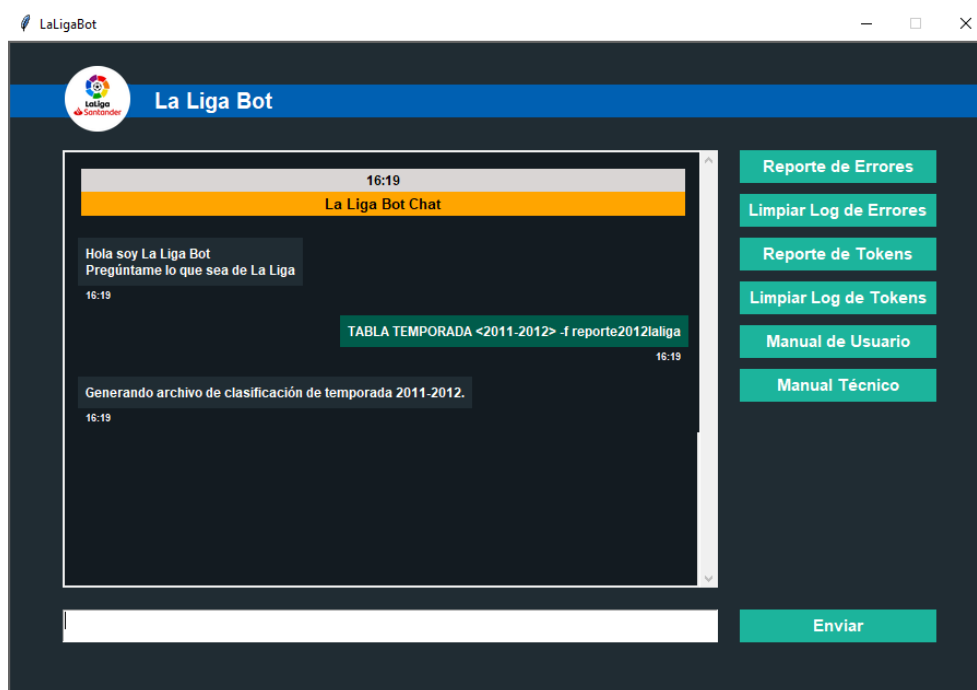 LaLigaBot
LaLiga
Santander
La Liga Bot
16:19
La Liga Bot Chat
Hola soy La Liga Bot
Pregúntame lo que sea de La Liga
16:19
TABLA TEMPORADA <2011-2012> -f reporte2012laliga
16:19
Generando archivo de clasificación de temporada 2011-2012.
16:19
Reporte de Errores
Limpiar Log de Errores
Reporte de Tokens
Limpiar Log de Tokens
Manual de Usuario
Manual Técnico
Enviar